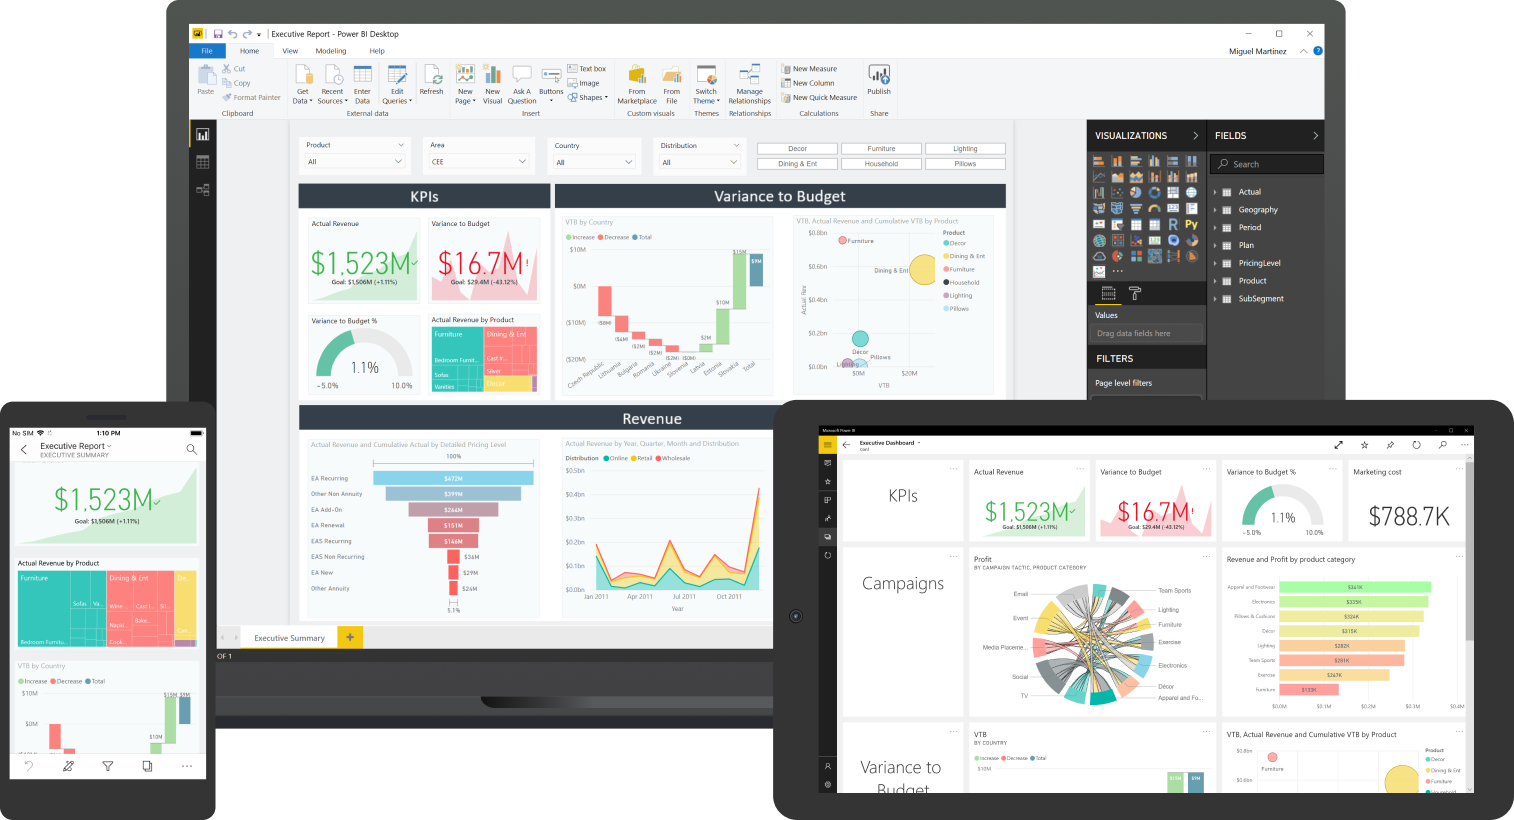 Executive Report - Power BI Desktop
Miguel Martinez
File Home View Modeling Help
Paste
Cut
Copy
Format Painter
Clipboard
Get Data
Recent Sources
Enter Data
Edit Queries
Refresh
External data
New Page
New Visual
Ask A Question
Buttons
Text box
Image
Shapes
Insert
From Marketplace
From File
Custom visuals
Switch Theme
Themes
Manage Relationships
Relationships
New Measure
New Column
New Quick Measure
Calculations
Publish
Share
Product
All
Area
CEE
Country
All
Distribution
All
Decor Furniture Lighting
Dining & Ent Household Pillows
KPIs
Actual Revenue
$1,523M
Goal: $1,506M (+1.11%)
Variance to Budget
$16.7M!
Goal: $29.4M (-43.12%)
Variance to Budget %
1.1%
-5.0% 10.0%
Actual Revenue by Product
Furniture
Dining & Ent
Bedroom Furnit...
Sofas
Varieties
Cast Ir...
Silver
Decor
Variance to Budget
VTB by Country
Increase Decrease Total
$10M
$0M
($10M)
($20M)
($8M)
($4M)
($2M)
($2M)
($2M)
($0M)
$2M
$10M
$15M
$9M
Czech Republic
Lithuania
Bulgaria
Romania
Ukraine
Slovenia
Latvia
Estonia
Slovakia
Total
VTB, Actual Revenue and Cumulative VTB by Product
$0.8bn
$0.6bn
$0.4bn
$0.2bn
$0.0bn
Actual Rev
Furniture
Dining & Ent
Decor
Pillows
Lighting
$0M $20M
VTB
Product
Decor
Dining & Ent
Furniture
Household
Lighting
Pillows
Revenue
Actual Revenue and Cumulative Actual by Detailed Pricing Level
100%
EA Recurring $472M
Other Non Annuity $399M
EA Add-On $264M
EA Renewal $151M
EAS Recurring $146M
EAS Non Recurring $36M
EA New $29M
Other Annuity $24M
5.1%
Actual Revenue by Year, Quarter, Month and Distribution
Distribution Online Retail Wholesale
$0.5bn
$0.4bn
$0.3bn
$0.2bn
$0.1bn
$0.0bn
Jan 2011 Apr 2011 Jul 2011 Oct 2011
Year
Executive Summary +
OF 1
VISUALIZATIONS
R Py
Values
Drag data fields here
FILTERS
Page level filters
FIELDS
Search
Actual
Geography
Period
Plan
PricingLevel
Product
SubSegment
No SIM 1:10 PM
Executive Report
EXECUTIVE SUMMARY
$1,523M
Goal: $1,506M (+1.11%)
Actual Revenue by Product
Furniture
Dining & Ent
De...
Sofas
Va...
Wine ...
Cast I...
Sil...
Napki...
Bake...
Bedroom Furnitu...
VTB by Country
Increase Decrease Total
$10M
$0M
$10M
$15M $9M
Microsoft Power BI
Executive Dashboard
KPIs
Actual Revenue
$1,523M
Goal: $1,506M (+1.11%)
Variance to Budget
$16.7M!
Goal: $29.4M (-43.12%)
Variance to Budget %
1.1%
-5.0% 10.0%
Marketing cost
$788.7K
Campaigns
Profit
BY CAMPAIGN TACTIC, PRODUCT CATEGORY
Email
Event
Media Placeme...
Social
TV
Team Sports
Lighting
Furniture
Exercise
Electronics
Décor
Apparel and Fo...
Revenue and Profit by product category
Apparel and Footwear $341K
Electronics $335K
Pillows & Cushions $324K
Décor $315K
Lighting $282K
Team Sports $281K
Exercise $247K
Furniture $133K
$0.0M $0.1M $0.2M $0.3M $0.4M
Variance to
Budget
VTB
BY COUNTRY
Increase Decrease Total
$10M
$15M $9M
VTB, Actual Revenue and Cumulative VTB by Product
$0.8bn
$0.6bn
Furniture
Product
Decor
Dining & Ent
Furniture
Household